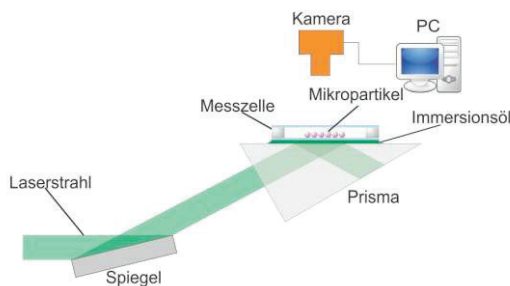 Kamera
PC
Mikropartikel
Messzelle
Immersionsöl
Laserstrahl
Prisma
Spiegel